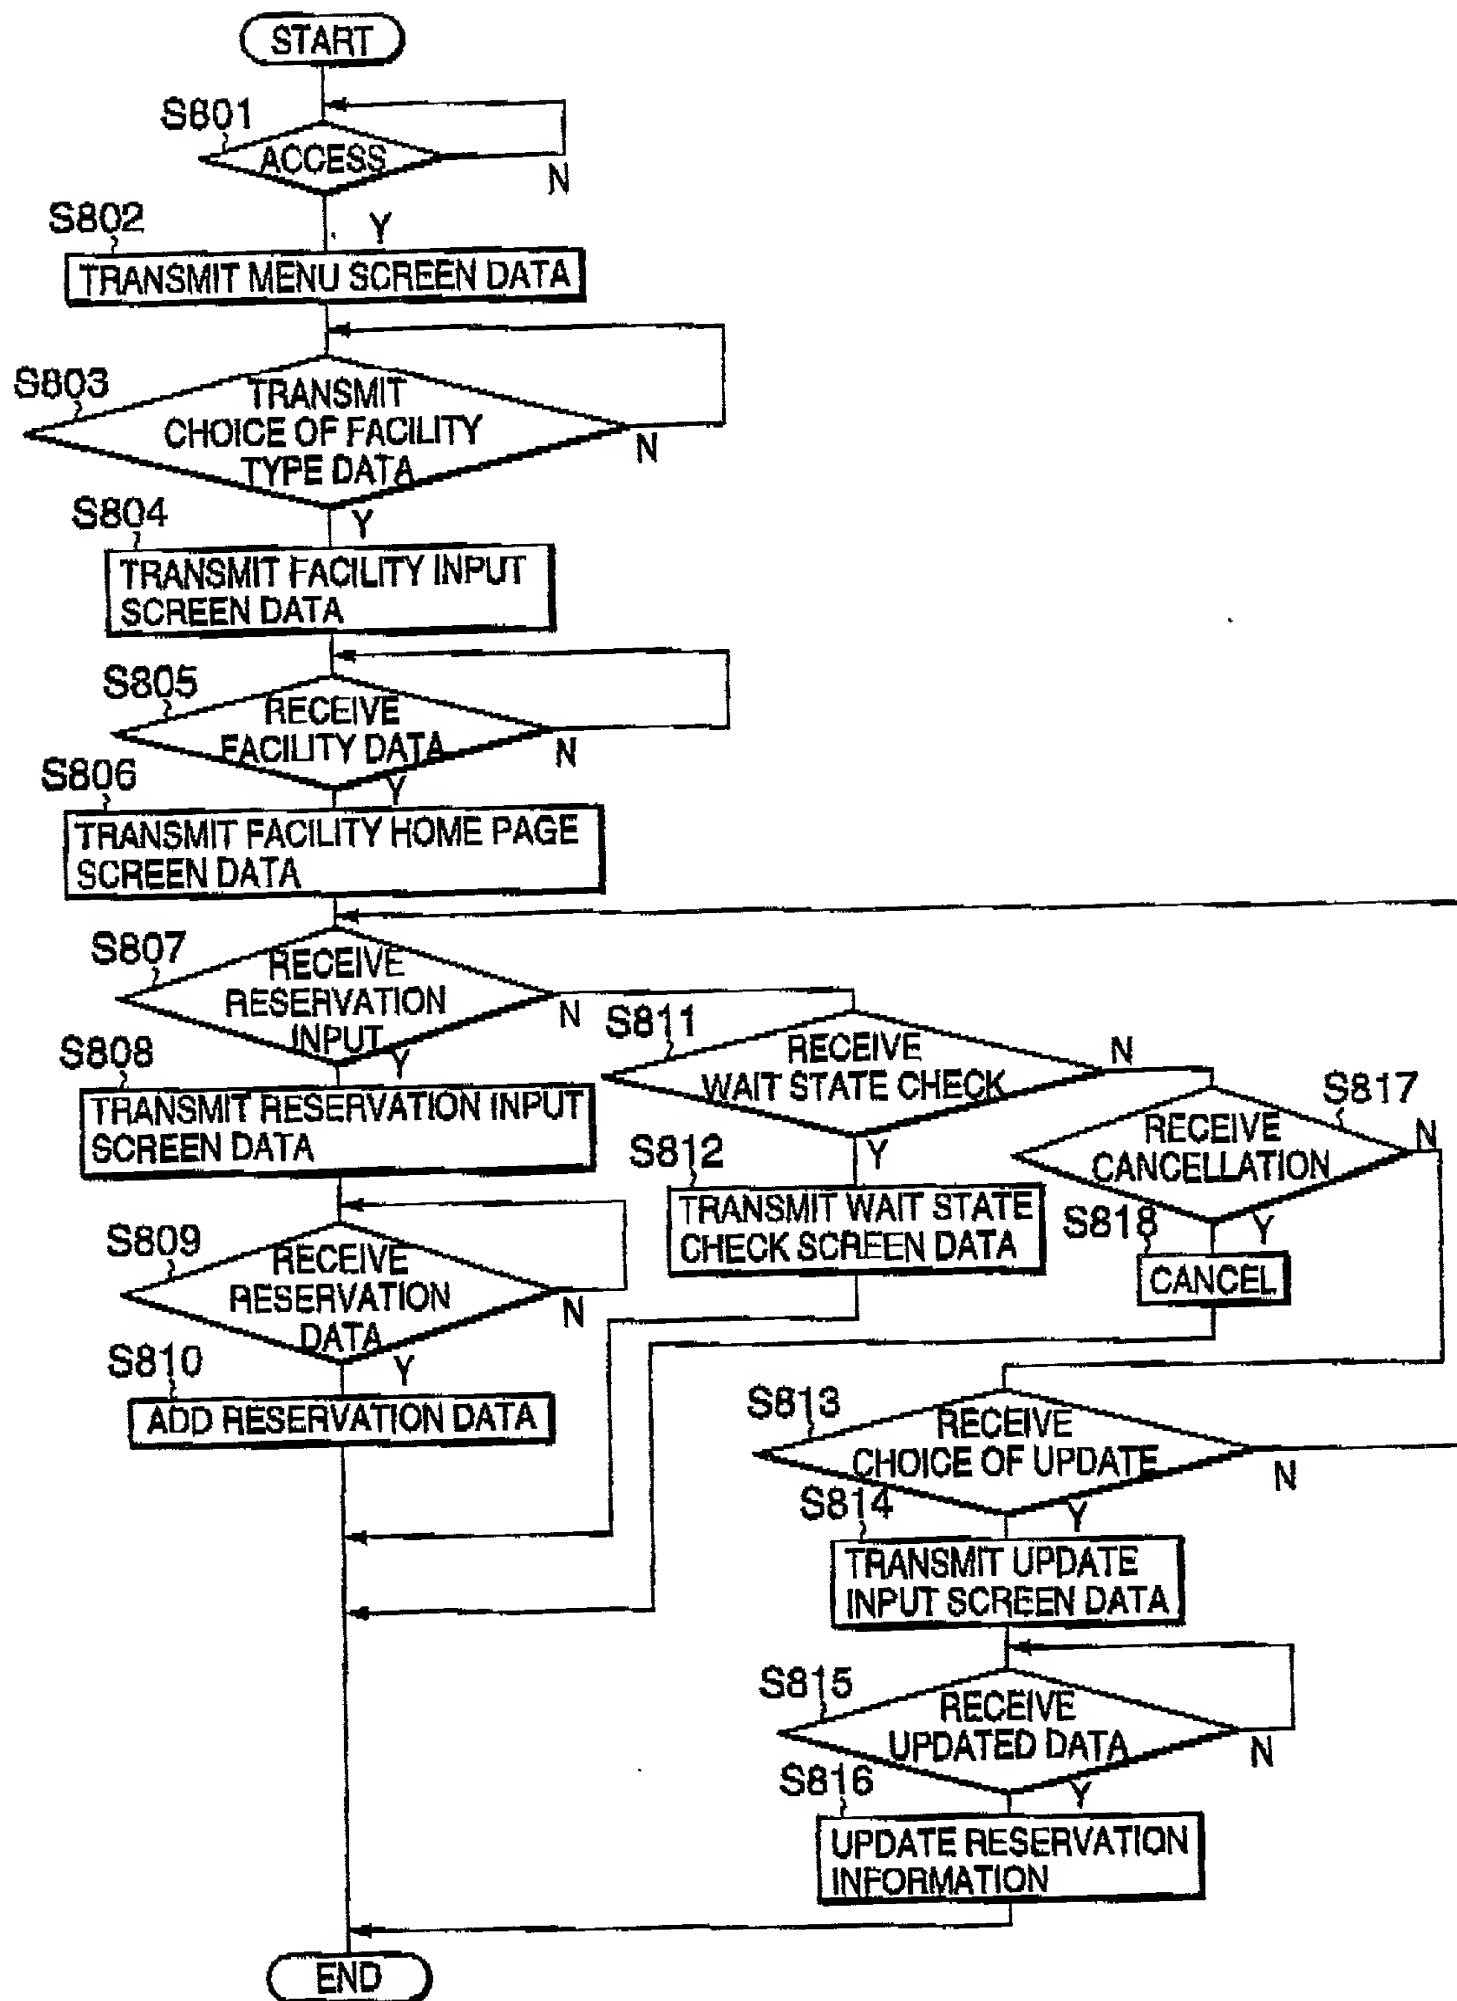 START
S801
ACCESS
N
Y
S802
TRANSMIT MENU SCREEN DATA
S803
TRANSMIT
CHOICE OF FACILITY
TYPE DATA
N
Y
S804
TRANSMIT FACILITY INPUT
SCREEN DATA
S805
RECEIVE
FACILITY DATA
N
Y
S806
TRANSMIT FACILITY HOME PAGE
SCREEN DATA
S807
RECEIVE
RESERVATION
INPUT
N
Y
S808
TRANSMIT RESERVATION INPUT
SCREEN DATA
S809
RECEIVE
RESERVATION
DATA
N
Y
S810
ADD RESERVATION DATA
S811
RECEIVE
WAIT STATE CHECK
N
Y
S812
TRANSMIT WAIT STATE
CHECK SCREEN DATA
S817
RECEIVE
CANCELLATION
N
Y
S818
CANCEL
S813
RECEIVE
CHOICE OF UPDATE
N
Y
S814
TRANSMIT UPDATE
INPUT SCREEN DATA
S815
RECEIVE
UPDATED DATA
N
Y
S816
UPDATE RESERVATION
INFORMATION
END